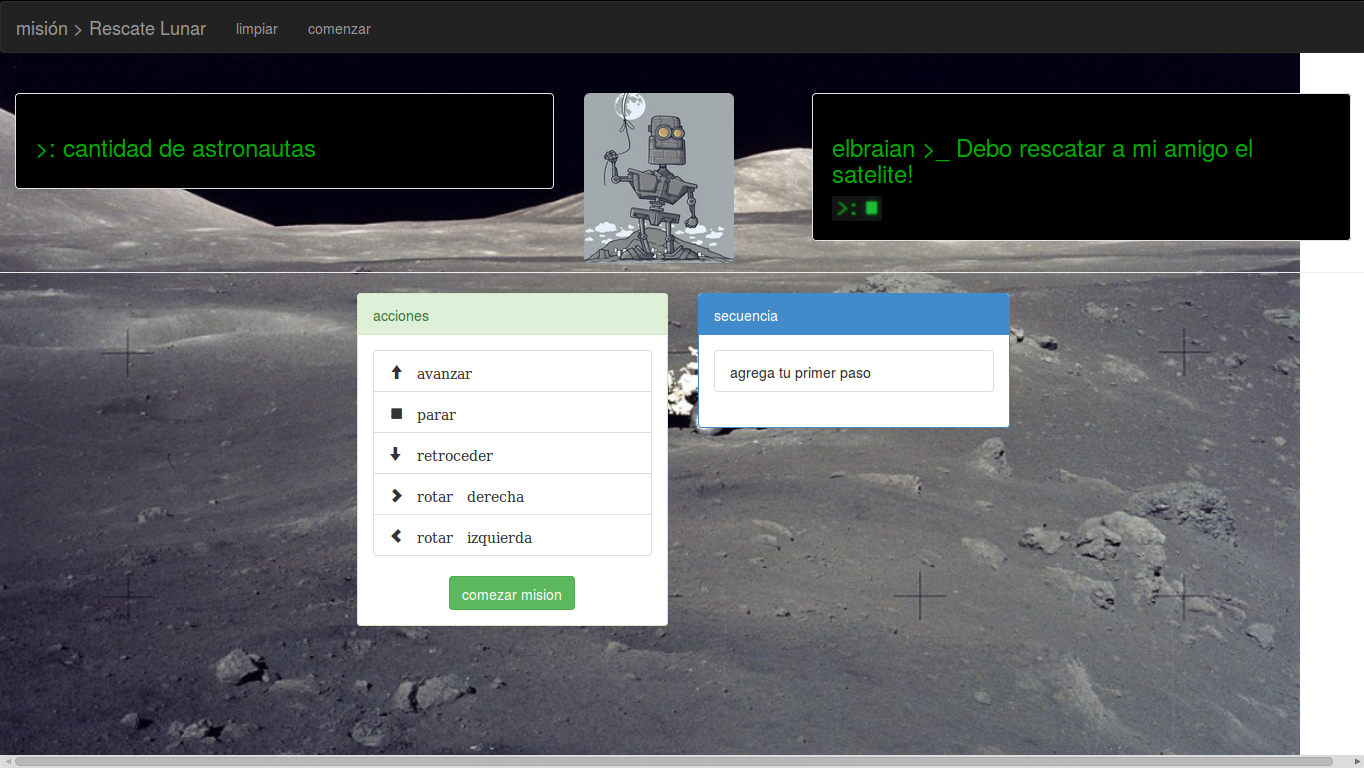 misión > Rescate Lunar limpiar comenzar
>: cantidad de astronautas
elbraian >_ Debo rescatar a mi amigo el
satelite!
>:
acciones
avanzar
parar
retroceder
rotar derecha
rotar izquierda
comezar mision
secuencia
agrega tu primer paso